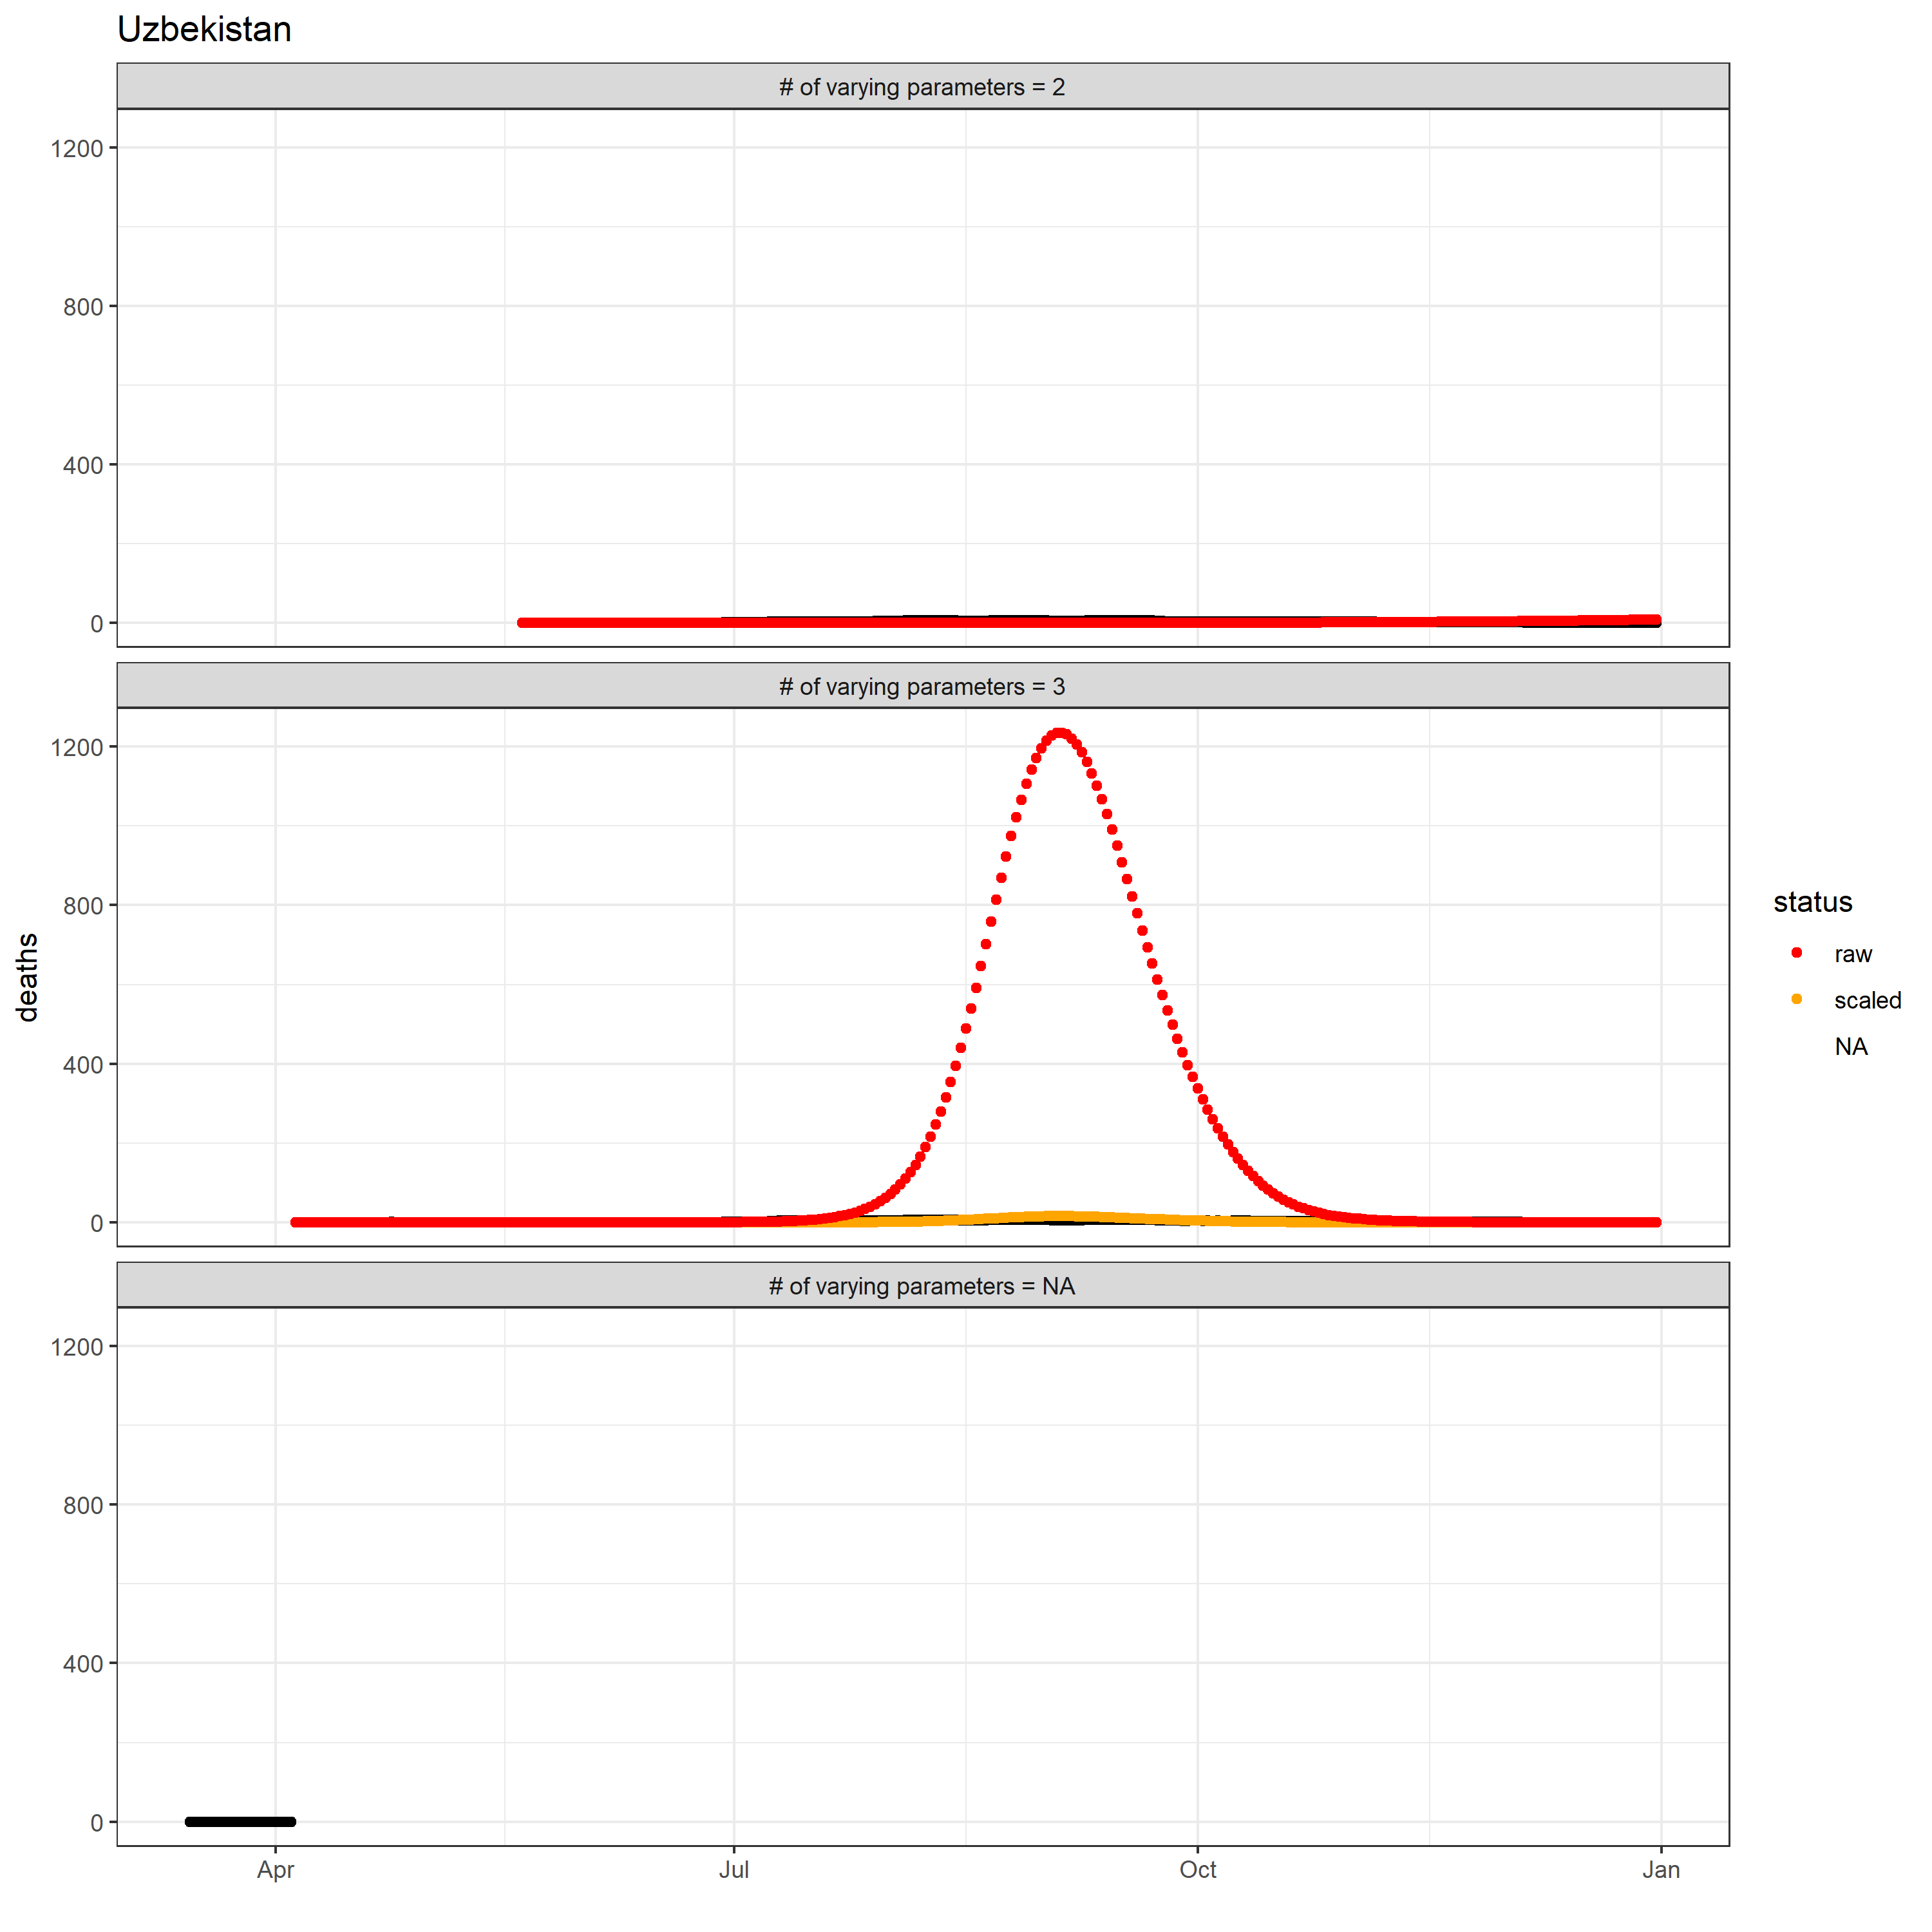 Uzbekistan
# of varying parameters = 2
1200
800
400
0
# of varying parameters = 3
1200
800
400
0
deaths
status
raw
scaled
NA
# of varying parameters = NA
1200
800
400
0
Apr Jul Oct Jan